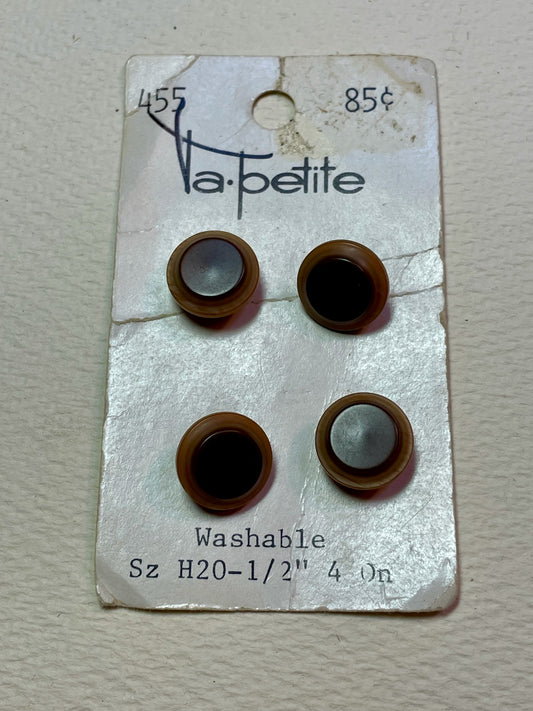 455 85¢
La·petite
Washable
Sz H20-1/2" 4 On